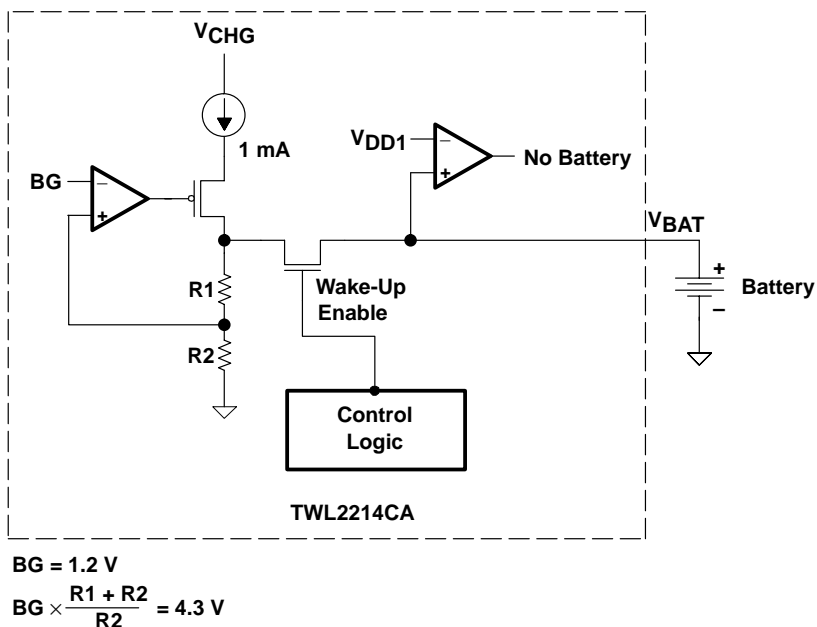 VCHG
1 mA
BG
−
+
VDD1
−
+
No Battery
VBAT
R1
R2
Wake-Up
Enable
+
−
Battery
Control
Logic
TWL2214CA
BG = 1.2 V
BG × (R1 + R2) / R2 = 4.3 V